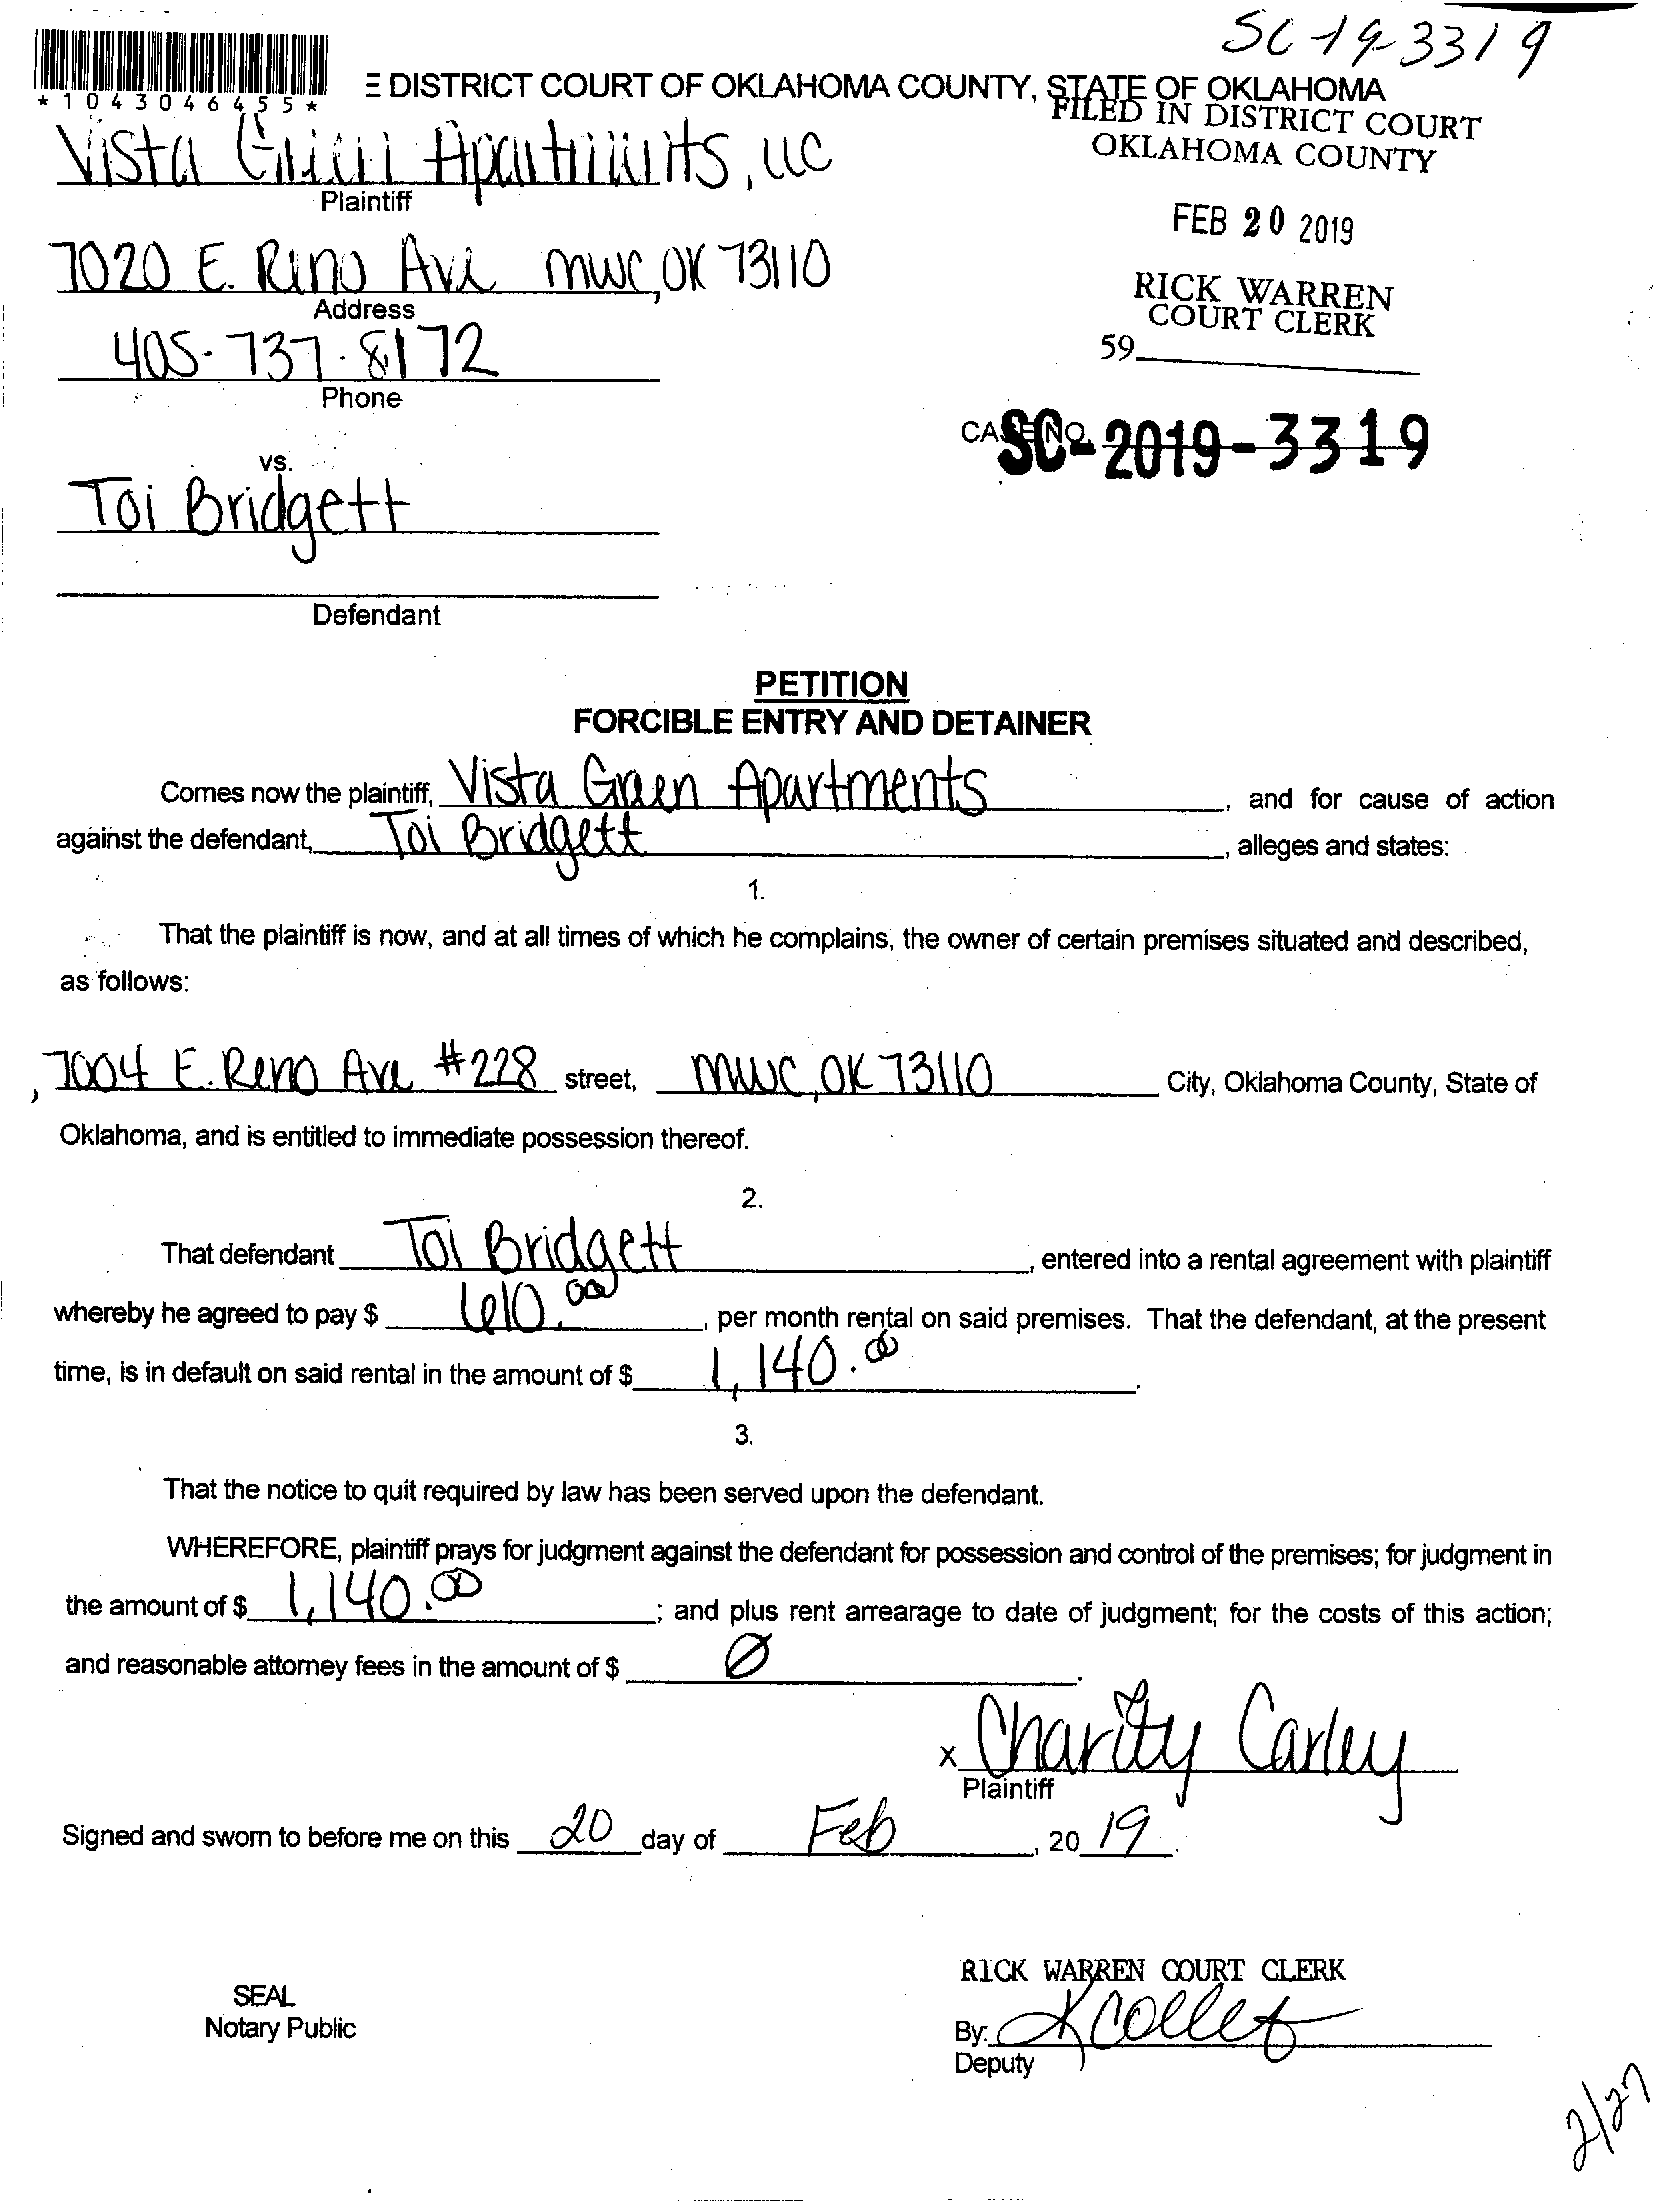 SC-19-3319
*1043046455*
E DISTRICT COURT OF OKLAHOMA COUNTY, STATE OF OKLAHOMA
FILED IN DISTRICT COURT
OKLAHOMA COUNTY
Vista Green Apartments, LLC
Plaintiff
FEB 20 2019
7020 E. Reno Ave MWC, OK 73110
Address
RICK WARREN
COURT CLERK
405-737-8172
59
Phone
CASE NO.
SC-2019-3319
vs.
Toi Bridgett
Defendant
PETITION
FORCIBLE ENTRY AND DETAINER
Comes now the plaintiff, Vista Green Apartments, and for cause of action
against the defendant, Toi Bridgett, alleges and states:
1.
That the plaintiff is now, and at all times of which he complains, the owner of certain premises situated and described,
as follows:
7004 E. Reno Ave #228 street, MWC, OK 73110 City, Oklahoma County, State of
Oklahoma, and is entitled to immediate possession thereof.
2.
That defendant Toi Bridgett, entered into a rental agreement with plaintiff
whereby he agreed to pay $ 610.00, per month rental on said premises. That the defendant, at the present
time, is in default on said rental in the amount of $ 1,140.00.
3.
That the notice to quit required by law has been served upon the defendant.
WHEREFORE, plaintiff prays for judgment against the defendant for possession and control of the premises; for judgment in
the amount of $ 1,140.00; and plus rent arrearage to date of judgment; for the costs of this action;
and reasonable attorney fees in the amount of $ Ø.
x Charity Carley
Plaintiff
Signed and sworn to before me on this 20 day of Feb, 2019.
RICK WARREN COURT CLERK
SEAL
Notary Public
By:
Deputy
2/27